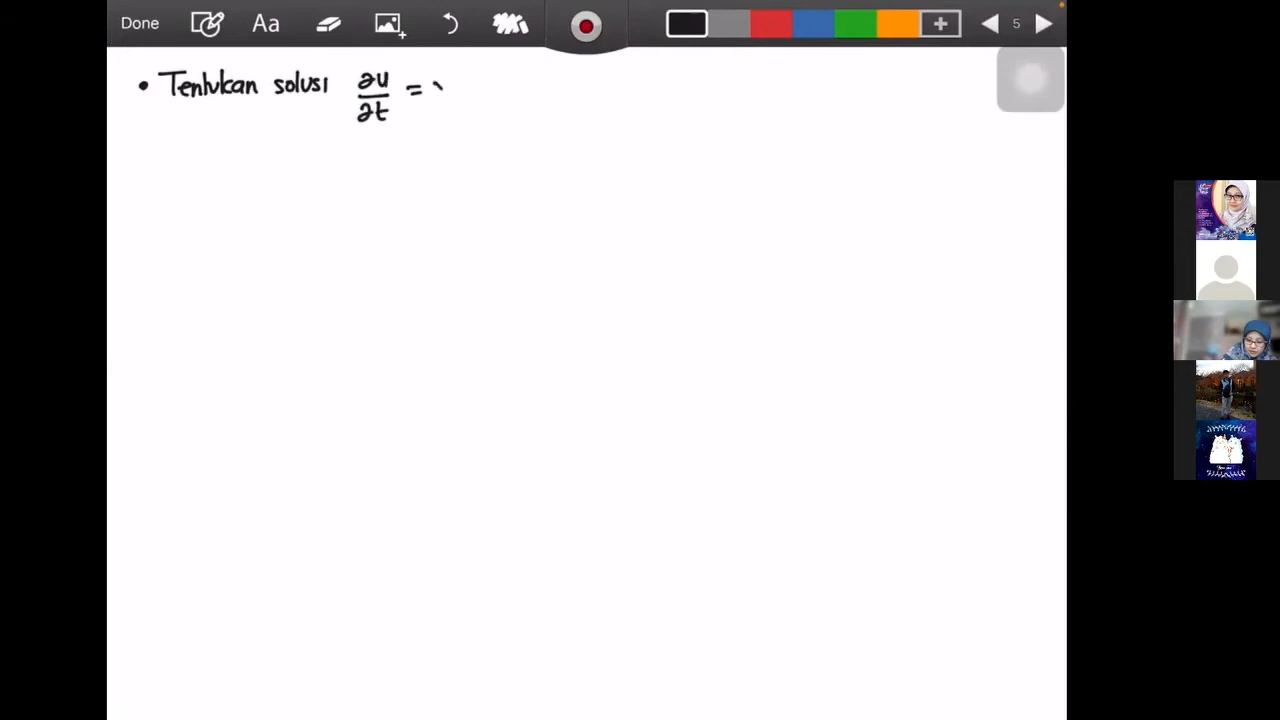 Done Aa 5
• Tentukan solusi ∂u/∂t =